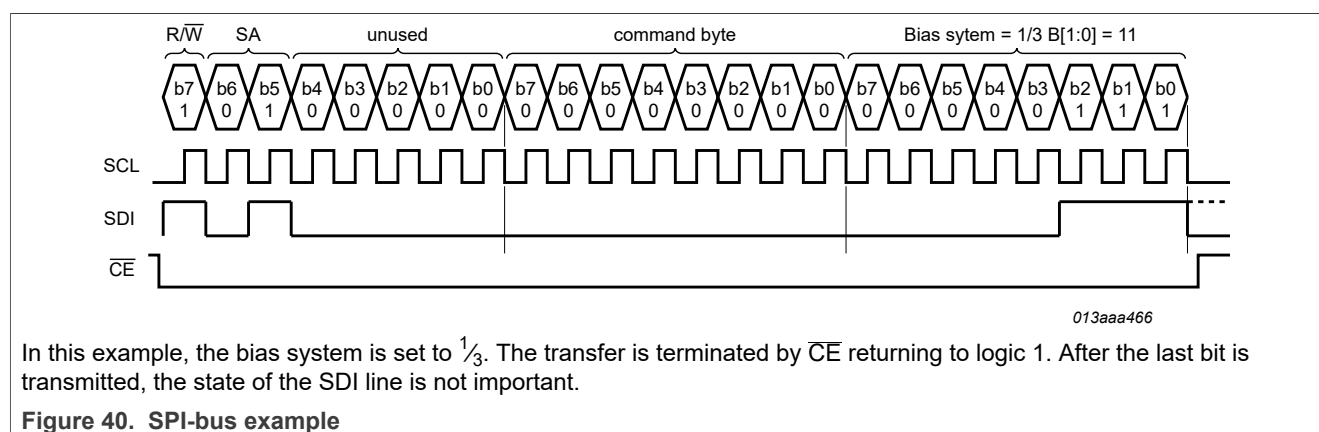 R/W̅ SA unused command byte Bias sytem = 1/3 B[1:0] = 11
b7 b6 b5 b4 b3 b2 b1 b0 b7 b6 b5 b4 b3 b2 b1 b0 b7 b6 b5 b4 b3 b2 b1 b0
1 0 1 0 0 0 0 0 0 0 0 0 0 0 0 0 0 0 0 0 0 1 1 1
SCL
SDI
C̅E̅
013aaa466
In this example, the bias system is set to 1⁄3. The transfer is terminated by C̅E̅ returning to logic 1. After the last bit is
transmitted, the state of the SDI line is not important.
Figure 40. SPI-bus example